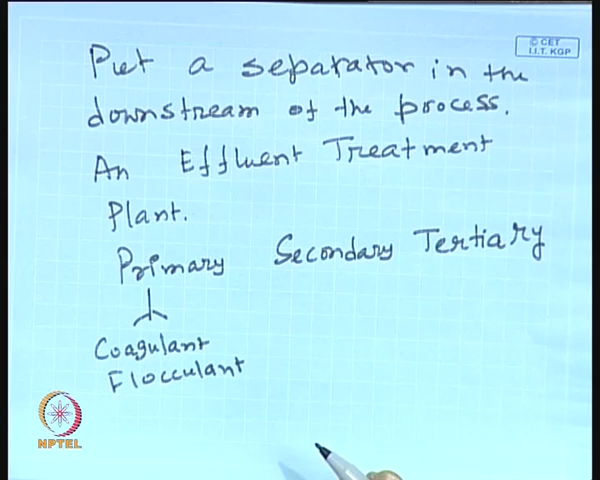 © CET
I.I.T. KGP
Put a separator in the
downstream of the process.
An Effluent Treatment
Plant.
Primary Secondary Tertiary
Coagulant
Flocculant
NPTEL